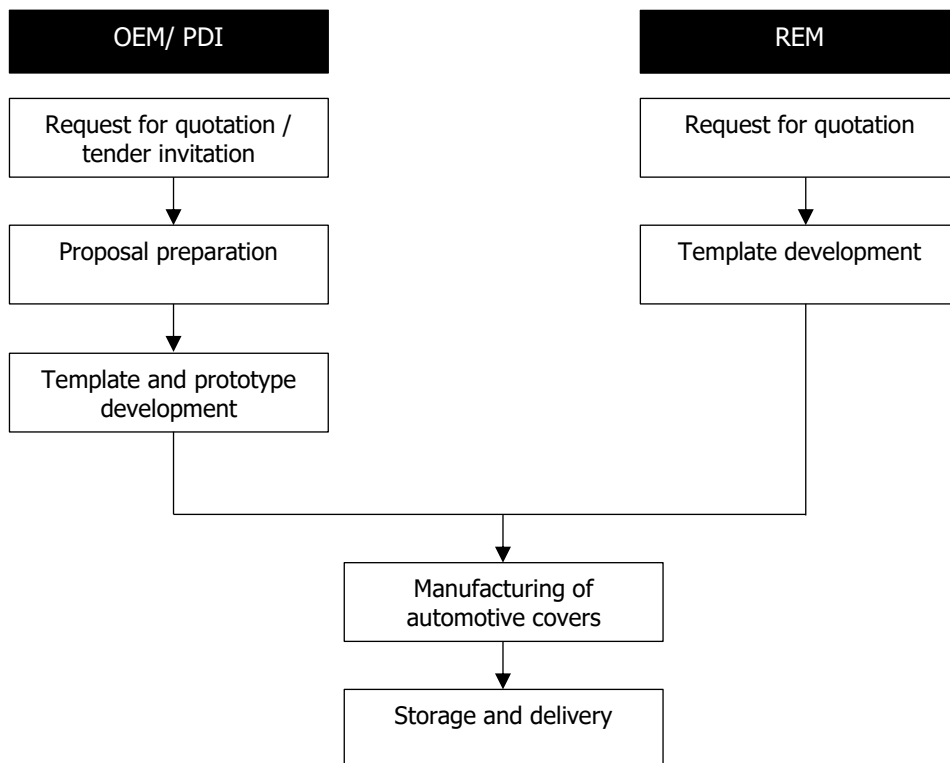 OEM/ PDI
REM
Request for quotation /
tender invitation
Request for quotation
Proposal preparation
Template development
Template and prototype
development
Manufacturing of
automotive covers
Storage and delivery